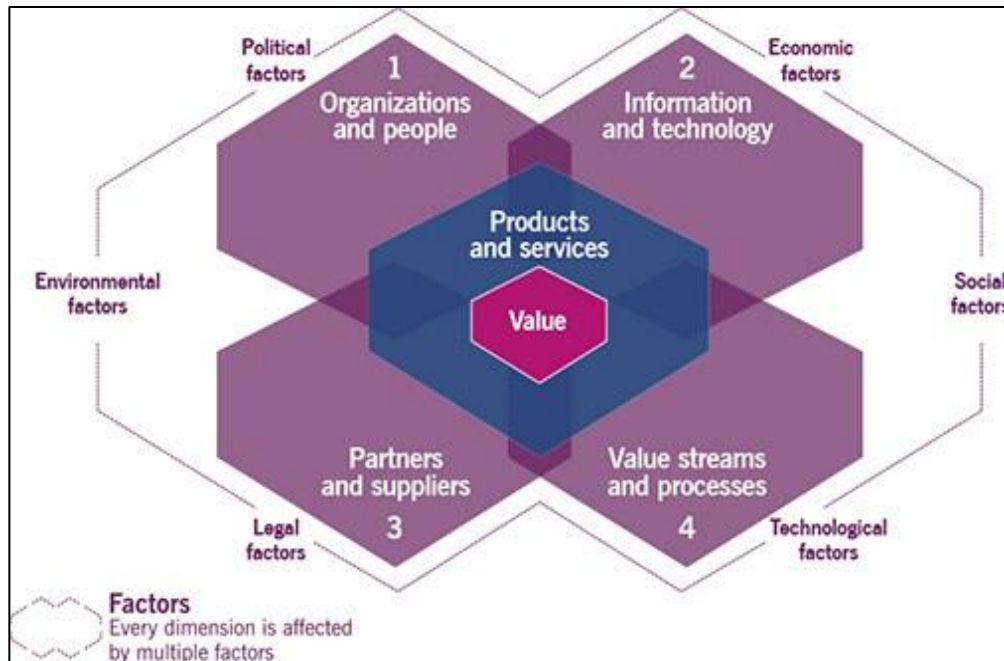 Political
factors
Economic
factors
1
Organizations
and people
2
Information
and technology
Products
and services
Value
Environmental
factors
Social
factors
Partners
and suppliers
3
Value streams
and processes
4
Legal
factors
Technological
factors
Factors
Every dimension is affected
by multiple factors